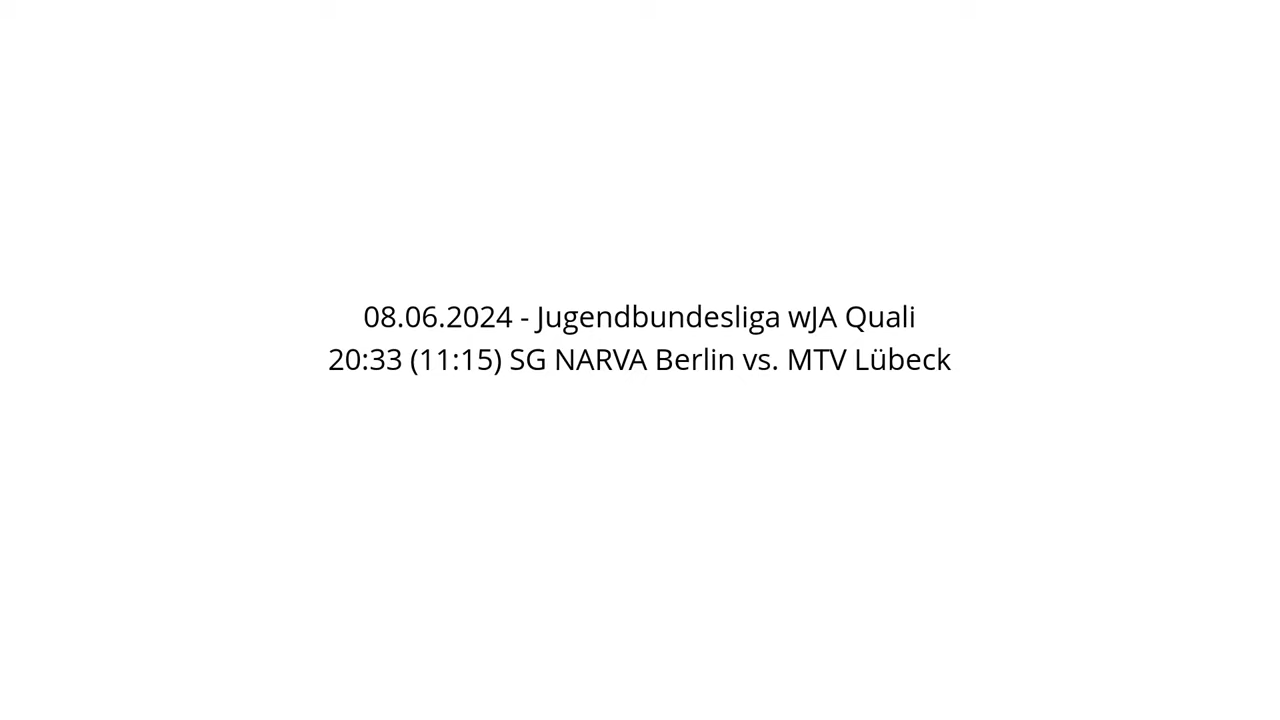 08.06.2024 - Jugendbundesliga wJA Quali
20:33 (11:15) SG NARVA Berlin vs. MTV Lübeck